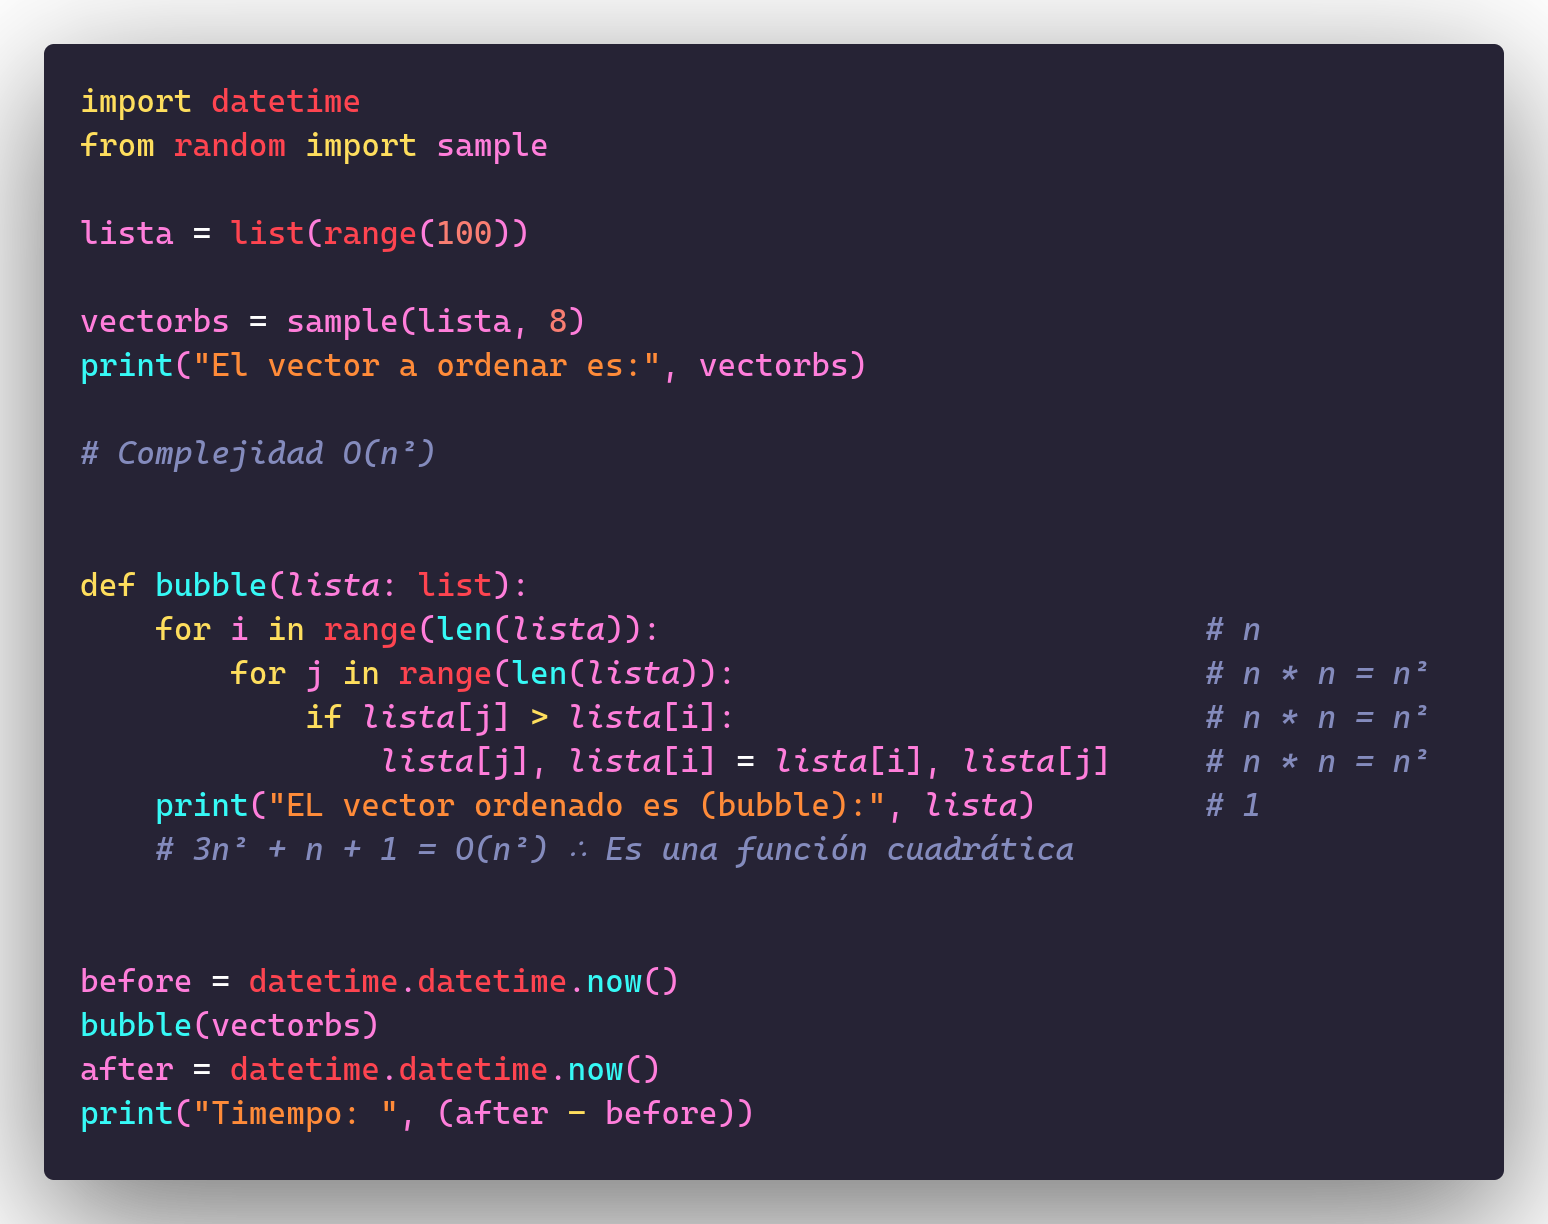 import datetime
from random import sample
lista = list(range(100))
vectorbs = sample(lista, 8)
print("El vector a ordenar es:", vectorbs)
# Complejidad O(n²)
def bubble(lista: list):
    for i in range(len(lista)):                             # n
        for j in range(len(lista)):                         # n * n = n²
            if lista[j] > lista[i]:                         # n * n = n²
                lista[j], lista[i] = lista[i], lista[j]     # n * n = n²
    print("EL vector ordenado es (bubble):", lista)         # 1
    # 3n² + n + 1 = O(n²) ∴ Es una función cuadrática
before = datetime.datetime.now()
bubble(vectorbs)
after = datetime.datetime.now()
print("Timempo: ", (after - before))